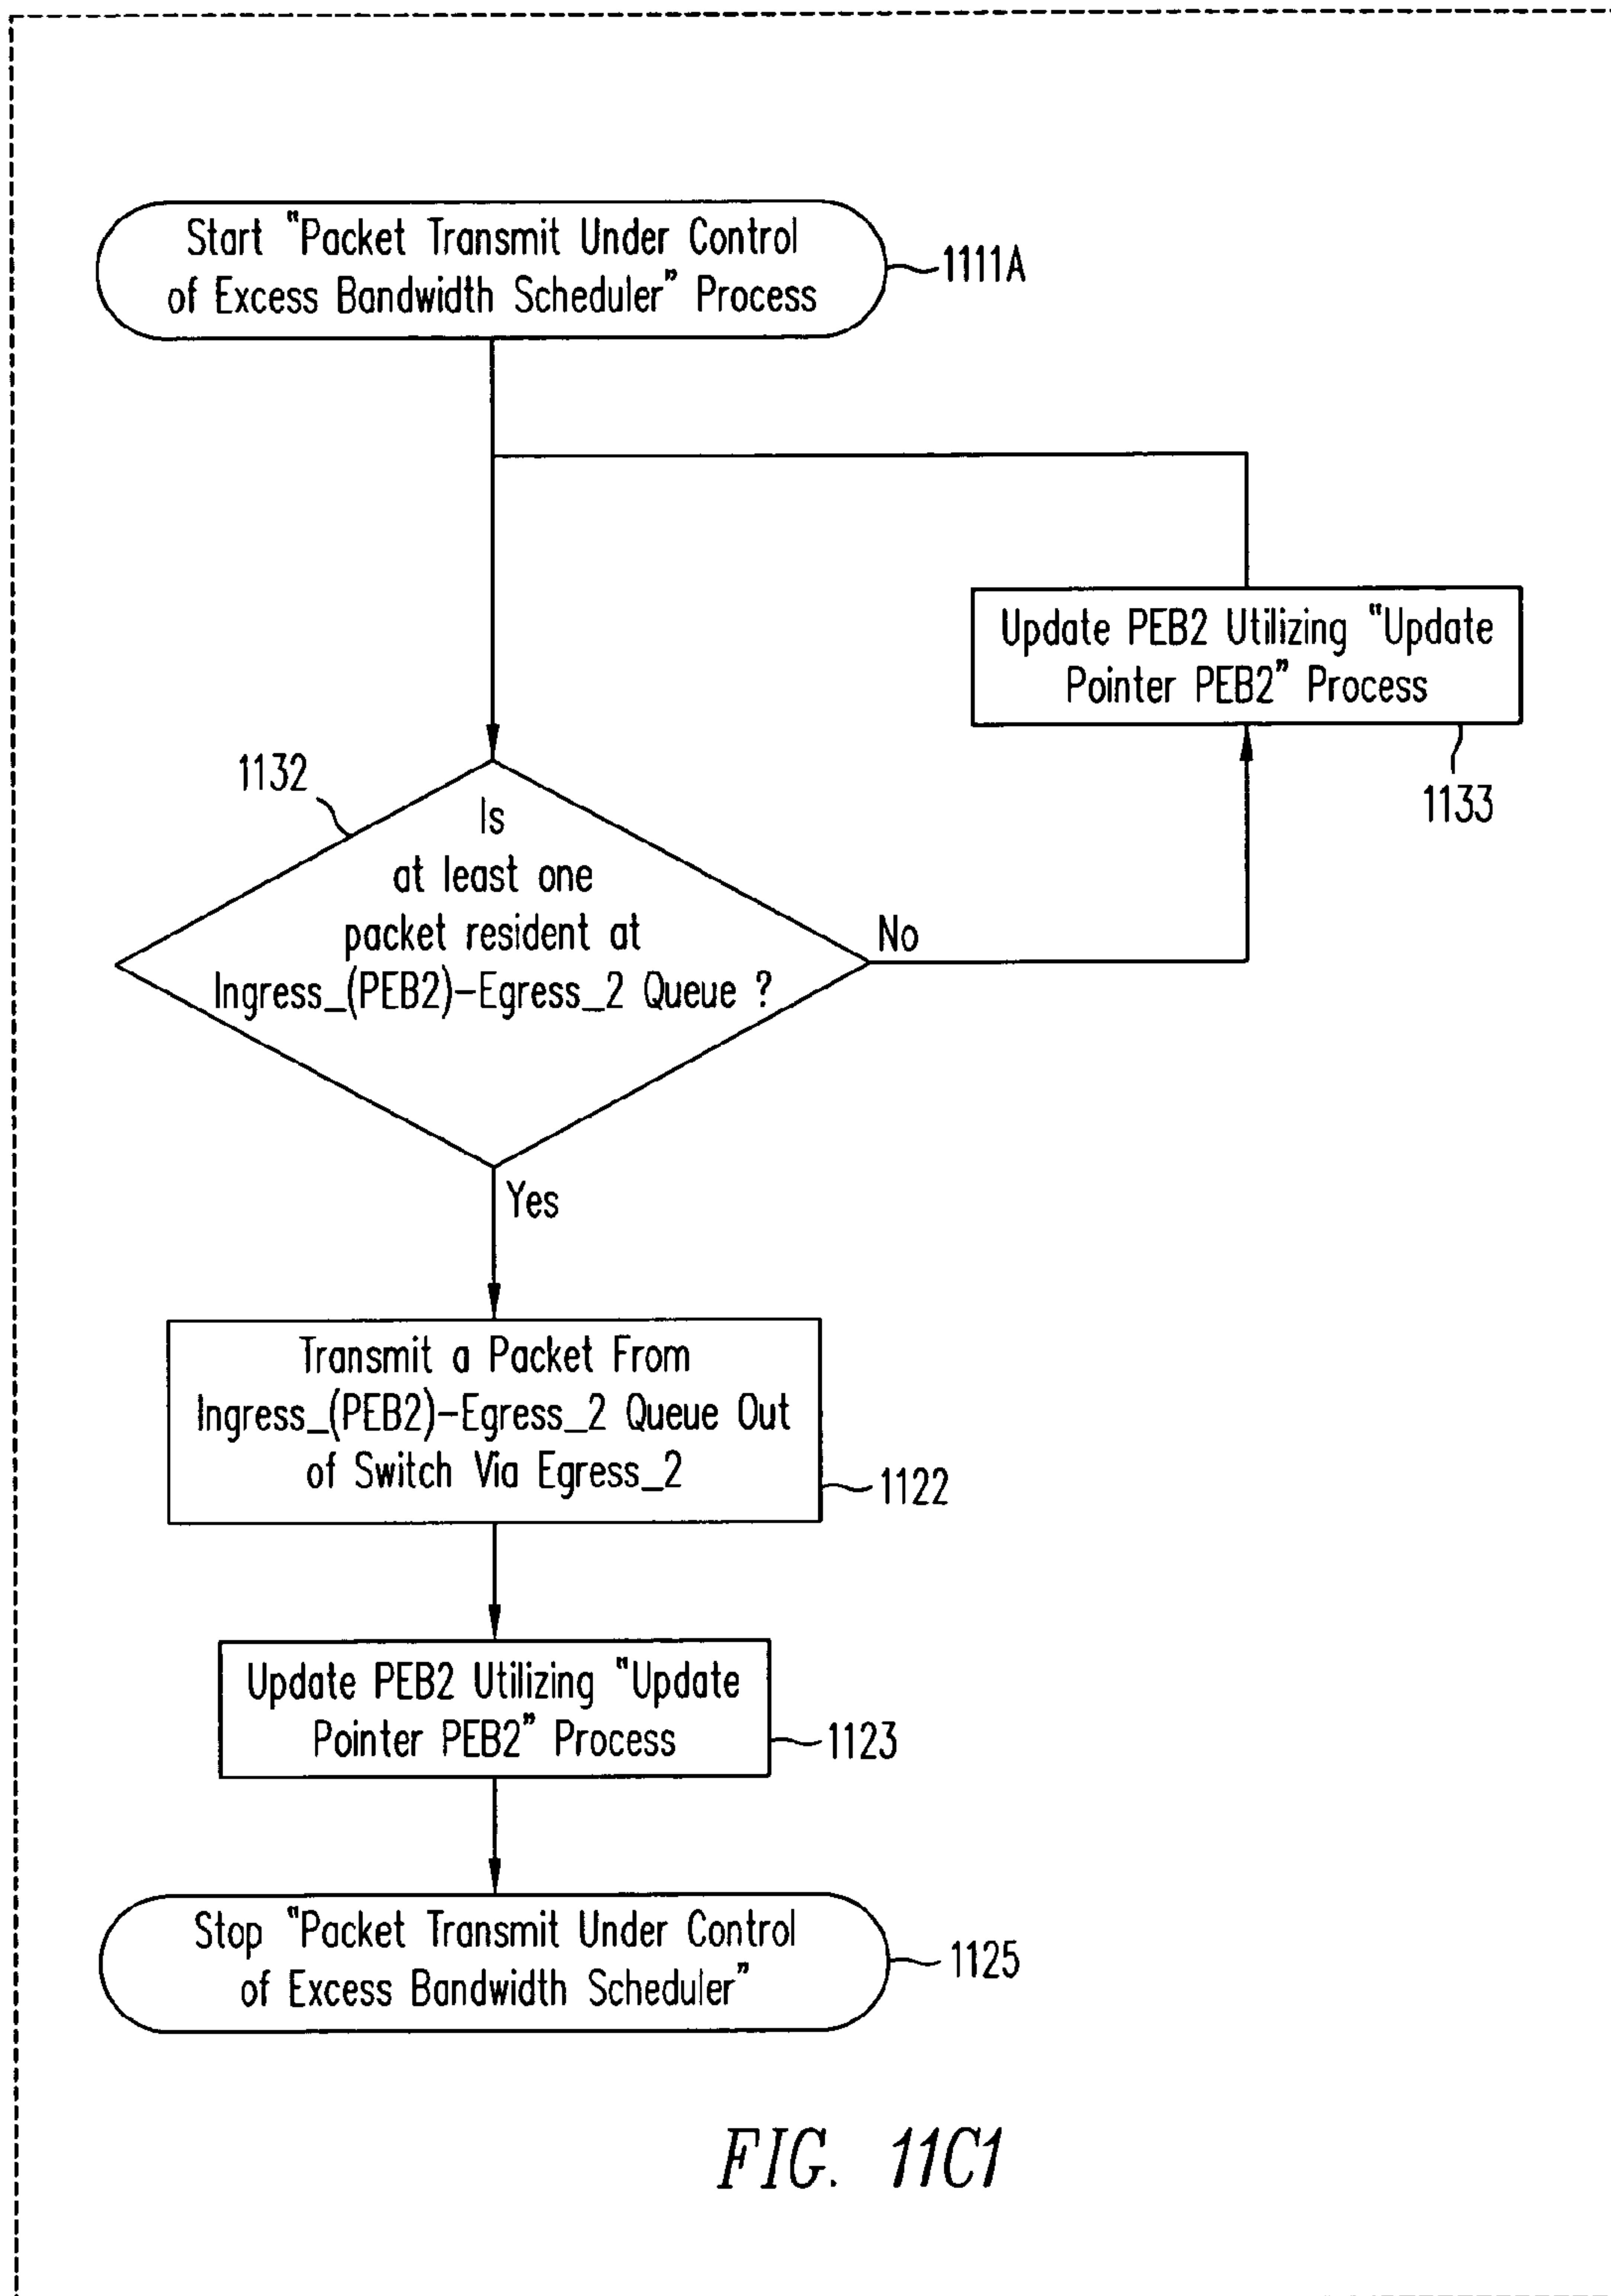 Start "Packet Transmit Under Control
of Excess Bandwidth Scheduler" Process
1111A
Update PEB2 Utilizing "Update
Pointer PEB2" Process
1133
1132
Is
at least one
packet resident at
Ingress_(PEB2)-Egress_2 Queue ?
No
Yes
Transmit a Packet From
Ingress_(PEB2)-Egress_2 Queue Out
of Switch Via Egress_2
1122
Update PEB2 Utilizing "Update
Pointer PEB2" Process
1123
Stop "Packet Transmit Under Control
of Excess Bandwidth Scheduler"
1125
FIG. 11C1